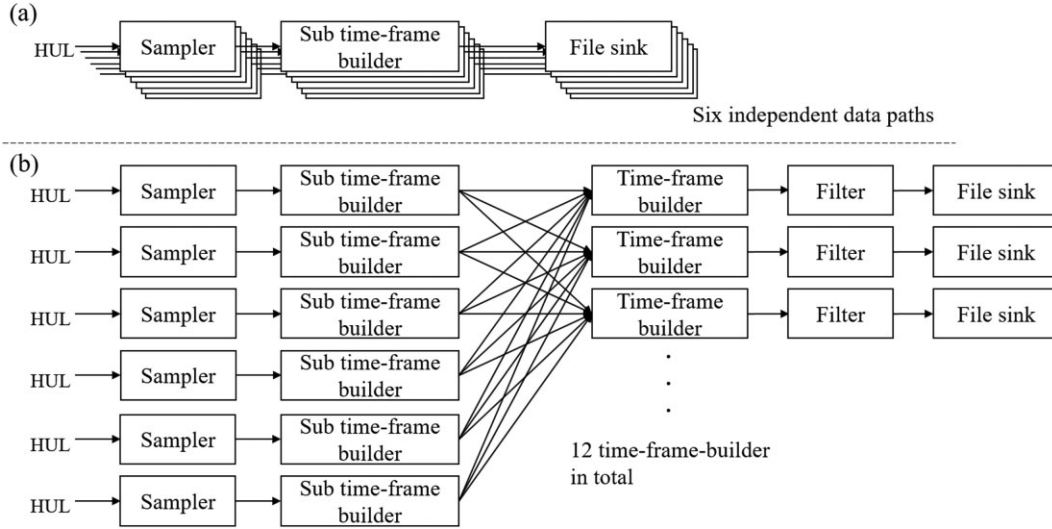 (a)
HUL
Sampler
Sub time-frame
builder
File sink
Six independent data paths
(b)
HUL
Sampler
Sub time-frame
builder
Time-frame
builder
Filter
File sink
HUL
Sampler
Sub time-frame
builder
Time-frame
builder
Filter
File sink
HUL
Sampler
Sub time-frame
builder
Time-frame
builder
Filter
File sink
HUL
Sampler
Sub time-frame
builder
HUL
Sampler
Sub time-frame
builder
12 time-frame-builder
in total
HUL
Sampler
Sub time-frame
builder